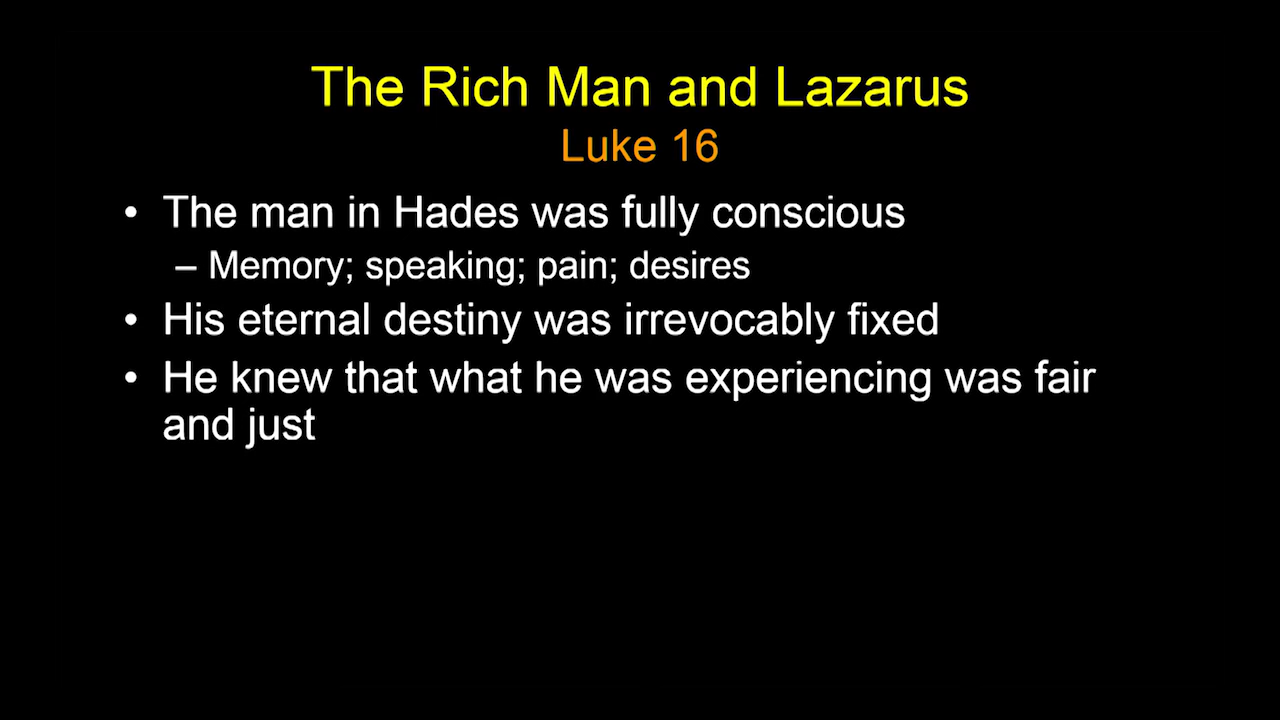 The Rich Man and Lazarus
Luke 16
• The man in Hades was fully conscious
– Memory; speaking; pain; desires
• His eternal destiny was irrevocably fixed
• He knew that what he was experiencing was fair
and just